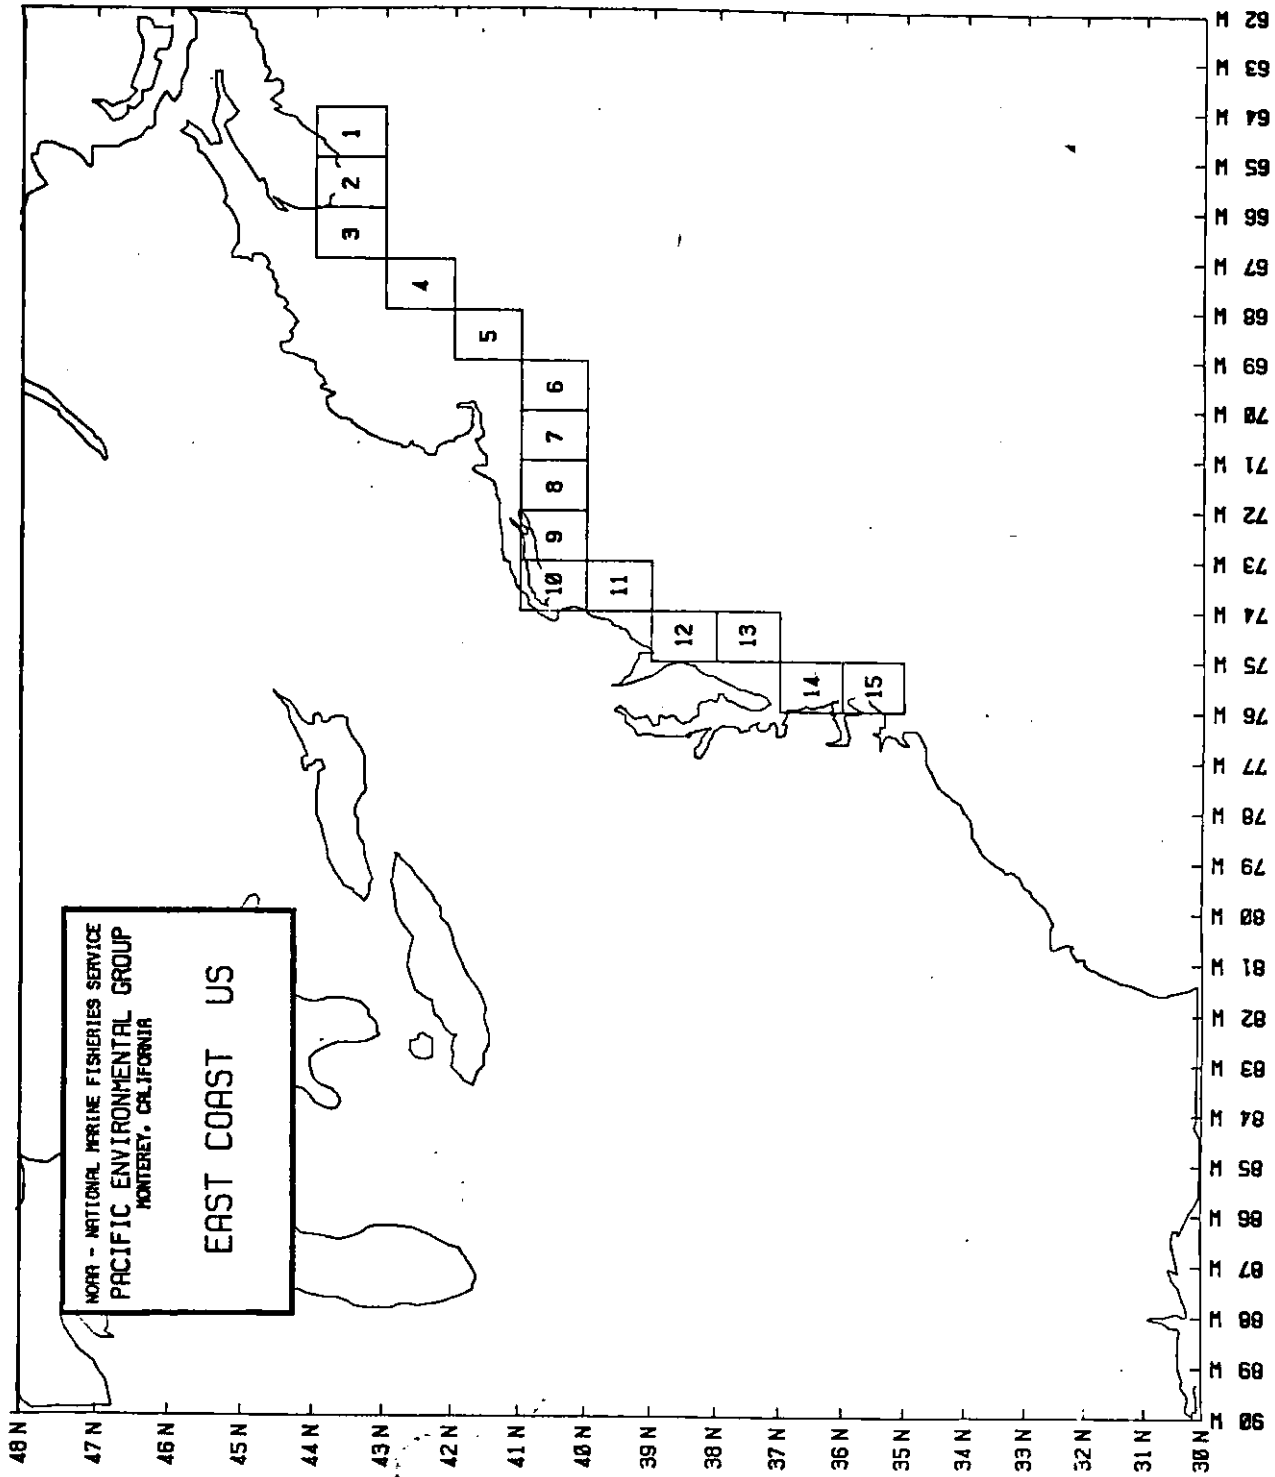 NOAA - NATIONAL MARINE FISHERIES SERVICE
PACIFIC ENVIRONMENTAL GROUP
MONTEREY, CALIFORNIA
EAST COAST US
48 N
47 N
46 N
45 N
44 N
43 N
42 N
41 N
40 N
39 N
38 N
37 N
36 N
35 N
34 N
33 N
32 N
31 N
30 N
1
2
3
4
5
6
7
8
9
10
11
12
13
14
15
90 W
89 W
88 W
87 W
86 W
85 W
84 W
83 W
82 W
81 W
80 W
79 W
78 W
77 W
76 W
75 W
74 W
73 W
72 W
71 W
70 W
69 W
68 W
67 W
66 W
65 W
64 W
63 W
62 W